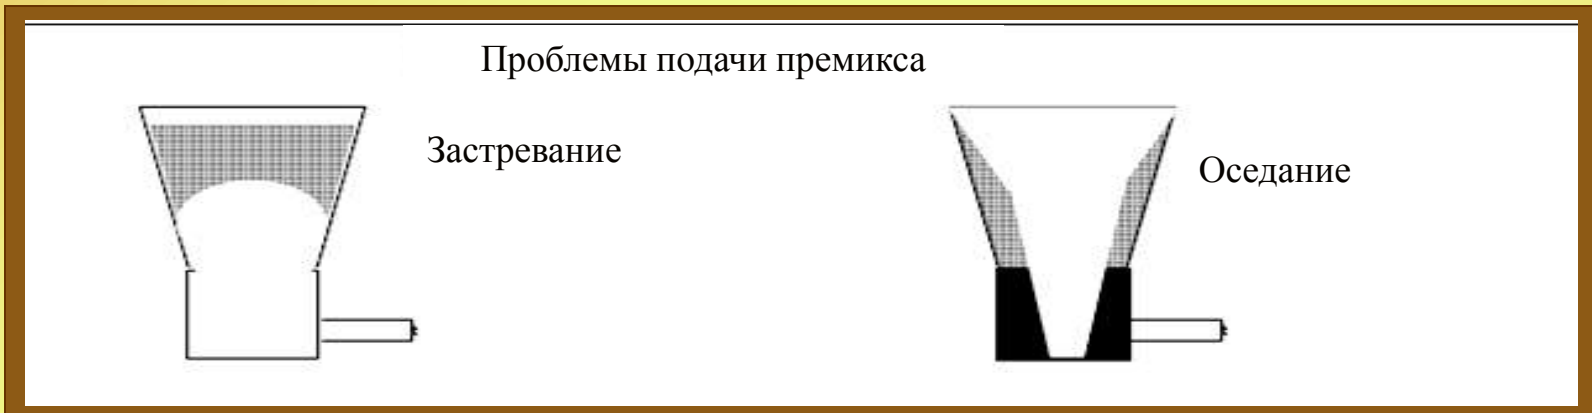 Проблемы подачи премикса
Застревание
Оседание